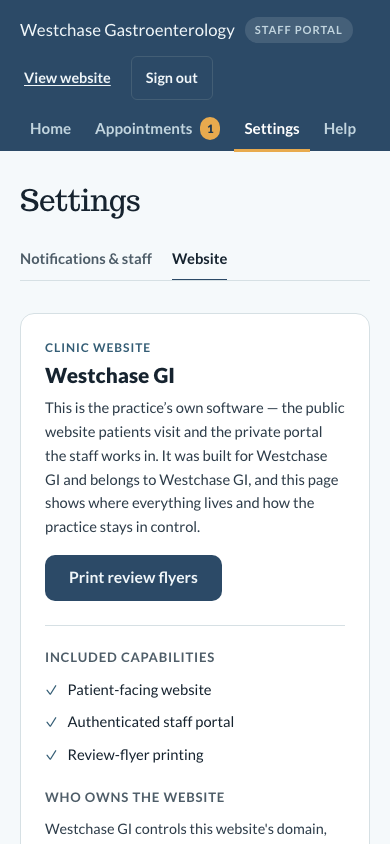 Westchase Gastroenterology STAFF PORTAL
View website Sign out
Home Appointments 1 Settings Help
Settings
Notifications & staff Website
CLINIC WEBSITE
Westchase GI
This is the practice’s own software — the public
website patients visit and the private portal
the staff works in. It was built for Westchase
GI and belongs to Westchase GI, and this page
shows where everything lives and how the
practice stays in control.
Print review flyers
INCLUDED CAPABILITIES
✓ Patient-facing website
✓ Authenticated staff portal
✓ Review-flyer printing
WHO OWNS THE WEBSITE
Westchase GI controls this website's domain,